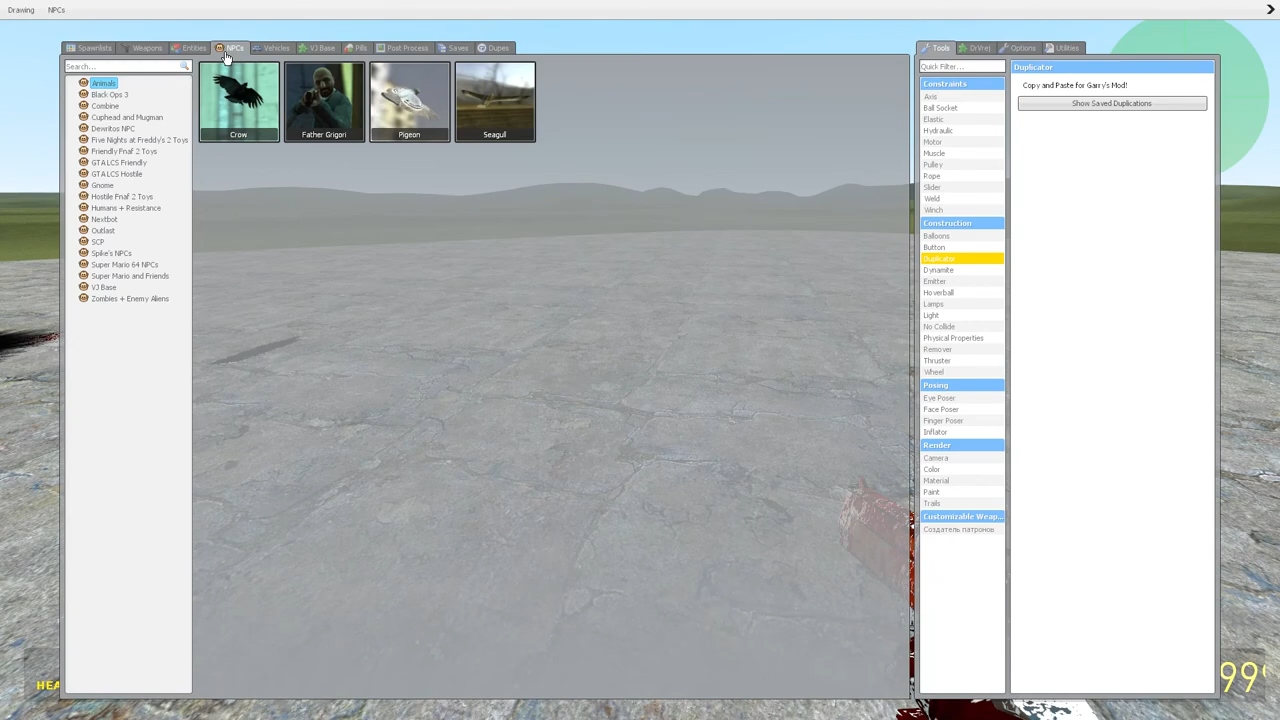 Drawing NPCs
Spawnlists Weapons Entities NPCs Vehicles VJ Base Pills Post Process Saves Dupes
Search...
Animals
Black Ops 3
Combine
Cuphead and Mugman
Dewritos NPC
Five Nights at Freddy's 2 Toys
Friendly Fnaf 2 Toys
GTA LCS Friendly
GTA LCS Hostile
Gnome
Hostile Fnaf 2 Toys
Humans + Resistance
Nextbot
Outlast
SCP
Spike's NPCs
Super Mario 64 NPCs
Super Mario and Friends
VJ Base
Zombies + Enemy Aliens
Crow Father Grigori Pigeon Seagull
Tools DrVrej Options Utilities
Quick Filter...
Constraints
Axis
Ball Socket
Elastic
Hydraulic
Motor
Muscle
Pulley
Rope
Slider
Weld
Winch
Construction
Balloons
Button
Duplicator
Dynamite
Emitter
Hoverball
Lamps
Light
No Collide
Physical Properties
Remover
Thruster
Wheel
Posing
Eye Poser
Face Poser
Finger Poser
Inflator
Render
Camera
Color
Material
Paint
Trails
Customizable Weap...
Создатель патронов
Duplicator
Copy and Paste for Garry's Mod!
Show Saved Duplications
HEA
99